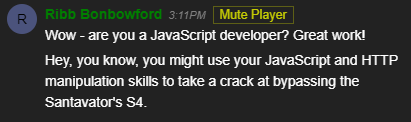 R
Ribb Bonbowford 3:11PM Mute Player
Wow - are you a JavaScript developer? Great work!
Hey, you know, you might use your JavaScript and HTTP
manipulation skills to take a crack at bypassing the
Santavator's S4.